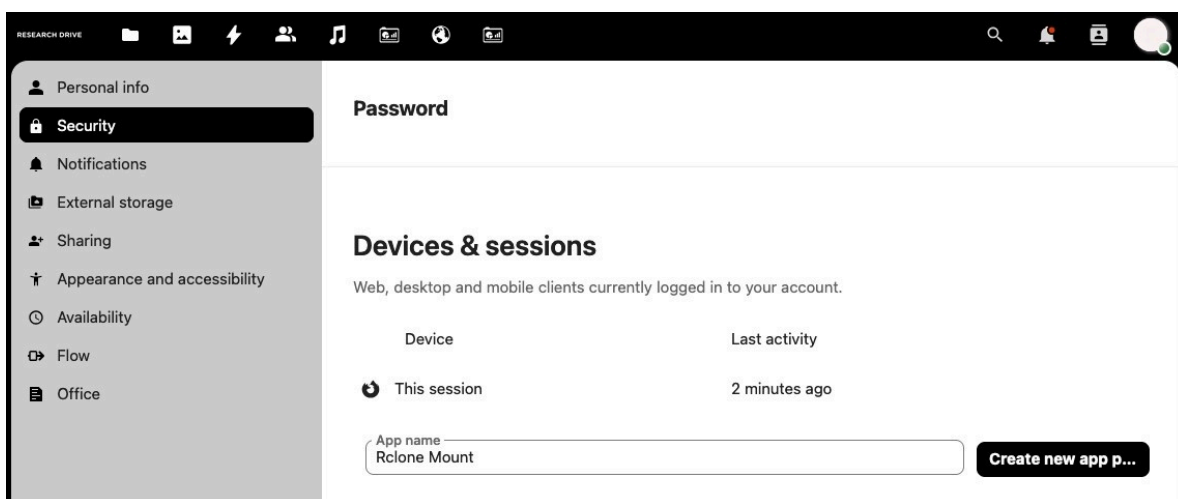 RESEARCH DRIVE
Personal info
Security
Notifications
External storage
Sharing
Appearance and accessibility
Availability
Flow
Office
Password
Devices & sessions
Web, desktop and mobile clients currently logged in to your account.
Device Last activity
This session 2 minutes ago
App name
Rclone Mount
Create new app p...